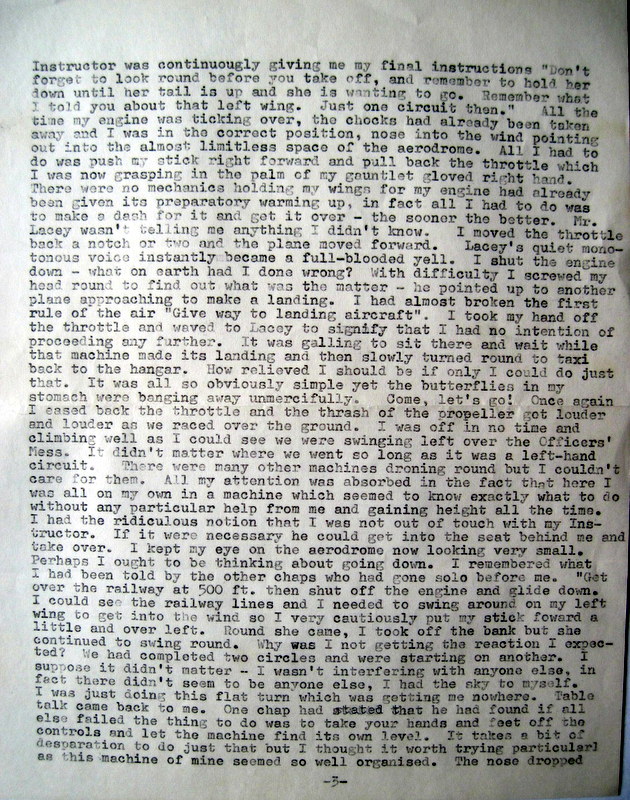 Instructor was continuougly giving me my final instructions "Don't
forget to look round before you take off, and remember to hold her
down until her tail is up and she is wanting to go.  Remember what
I told you about that left wing.  Just one circuit then."   All the
time my engine was ticking over, the chocks had already been taken
away and I was in the correct position, nose into the wind pointing
out into the almost limitless space of the aerodrome.  All I had to
do was push my stick right forward and pull back the throttle which
I was now grasping in the palm of my gauntlet gloved right hand.
There were no mechanics holding my wings for my engine had already
been given its preparatory warming up, in fact all I had to do was
to make a dash for it and get it over - the sooner the better.  Mr.
Lacey wasn't telling me anything I didn't know.   I moved the throttle
back a notch or two and the plane moved forward.  Lacey's quiet mono-
tonous voice instantly became a full-blooded yell.  I shut the engine
down - what on earth had I done wrong?  With difficulty I screwed my
head round to find out what was the matter - he pointed up to another
plane approaching to make a landing.  I had almost broken the first
rule of the air "Give way to landing aircraft".  I took my hand off
the throttle and waved to Lacey to signify that I had no intention of
proceeding any further.  It was galling to sit there and wait while
that machine made its landing and then slowly turned round to taxi
back to the hangar.  How relieved I should be if only I could do just
that.  It was all so obviously simple yet the butterflies in my
stomach were banging away unmercifully.   Come, let's go!  Once again
I eased back the throttle and the thrash of the propeller got louder
and louder as we raced over the ground.  I was off in no time and
climbing well as I could see we were swinging left over the Officers'
Mess.  It didn't matter where we went so long as it was a left-hand
circuit.   There were many other machines droning round but I couldn't
care for them.  All my attention was absorbed in the fact that here I
was all on my own in a machine which seemed to know exactly what to do
without any particular help from me and gaining height all the time.
I had the ridiculous notion that I was not out of touch with my Ins-
tructor.  If it were necessary he could get into the seat behind me and
take over.  I kept my eye on the aerodrome now looking very small.
Perhaps I ought to be thinking about going down.  I remembered what
I had been told by the other chaps who had gone solo before me.  "Get
over the railway at 500 ft. then shut off the engine and glide down.
I could see the railway lines and I needed to swing around on my left
wing to get into the wind so I very cautiously put my stick foward a
little and over left.  Round she came, I took off the bank but she
continued to swing round.  Why was I not getting the reaction I expec-
ted?  We had completed two circles and were starting on another.  I
suppose it didn't matter - I wasn't interfering with anyone else, in
fact there didn't seem to be anyone else, I had the sky to myself.
I was just doing this flat turn which was getting me nowhere.  Table
talk came back to me.  One chap had stated that he had found if all
else failed the thing to do was to take your hands and feet off the
controls and let the machine find its own level.  It takes a bit of
desparation to do just that but I thought it worth trying particularl
as this machine of mine seemed so well organised.  The nose dropped
-3-